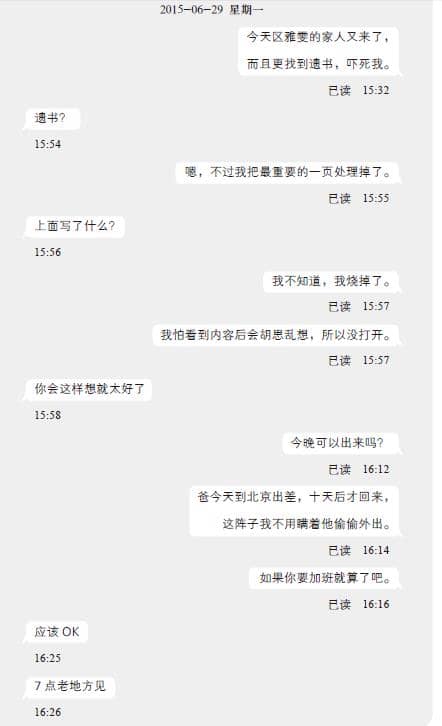 2015-06-29 星期一
今天区雅雯的家人又来了，
而且更找到遗书，吓死我。
已读 15:32
遗书？
15:54
嗯，不过我把最重要的一页处理掉了。
已读 15:55
上面写了什么？
15:56
我不知道，我烧掉了。
已读 15:57
我怕看到内容后会胡思乱想，所以没打开。
已读 15:57
你会这样想就太好了
15:58
今晚可以出来吗？
已读 16:12
爸今天到北京出差，十天后才回来，
这阵子我不用瞒着他偷偷外出。
已读 16:14
如果你要加班就算了吧。
已读 16:16
应该 OK
16:25
7 点老地方见
16:26